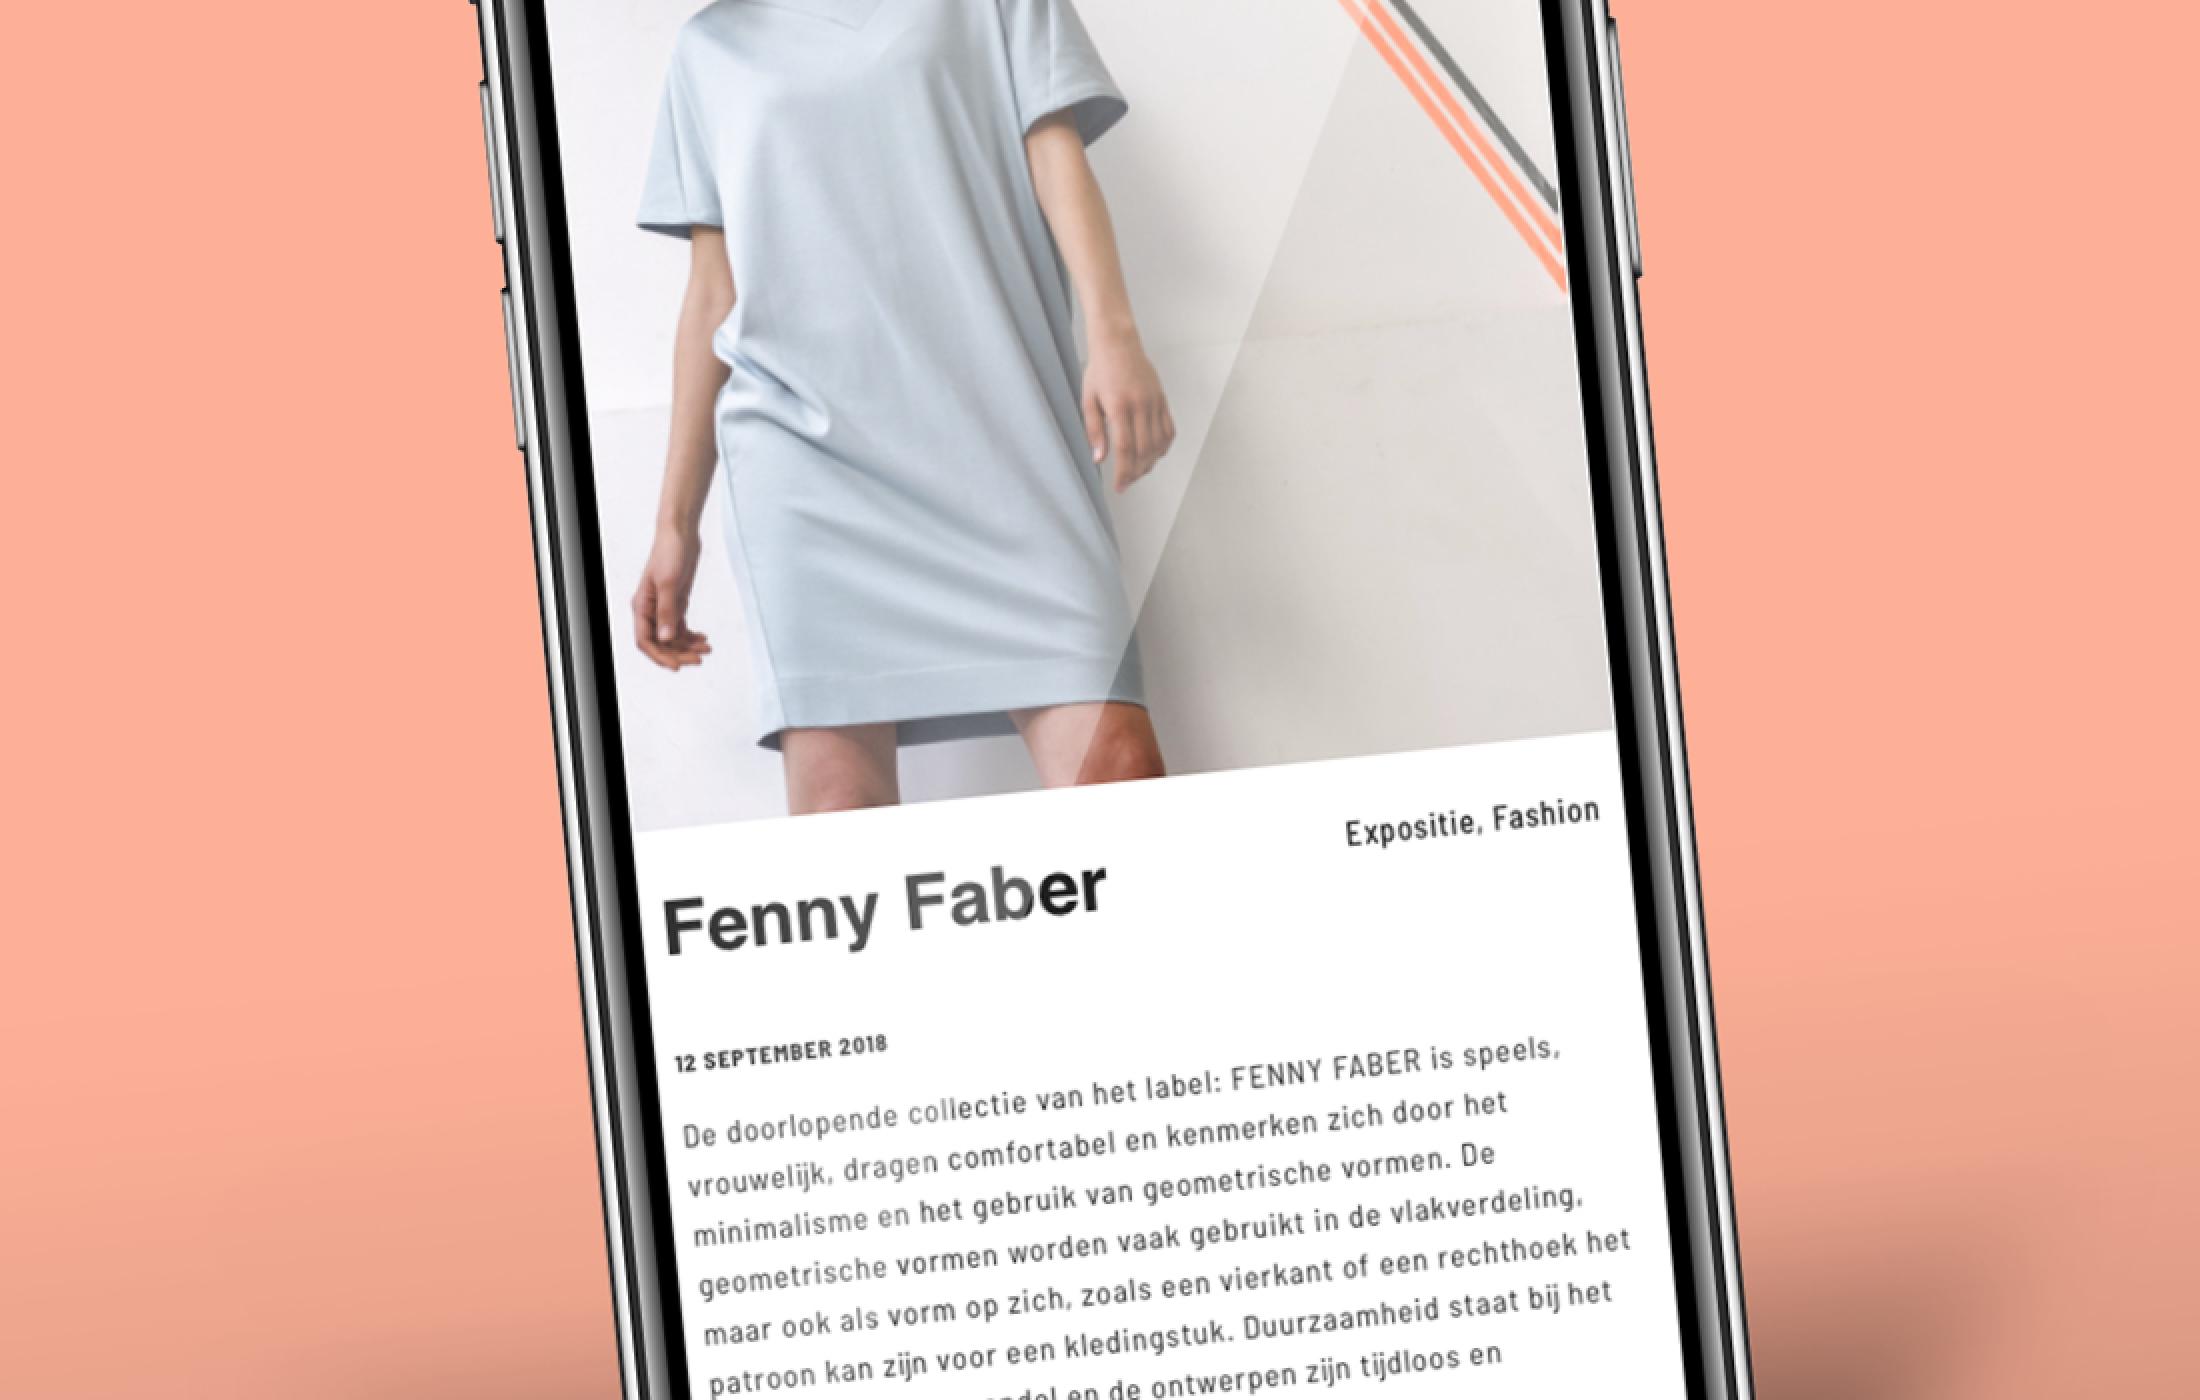 Expositie, Fashion
Fenny Faber
12 SEPTEMBER 2018
De doorlopende collectie van het label: FENNY FABER is speels,
vrouwelijk, dragen comfortabel en kenmerken zich door het
minimalisme en het gebruik van geometrische vormen. De
geometrische vormen worden vaak gebruikt in de vlakverdeling,
maar ook als vorm op zich, zoals een vierkant of een rechthoek het
patroon kan zijn voor een kledingstuk. Duurzaamheid staat bij het
en de ontwerpen zijn tijdloos en